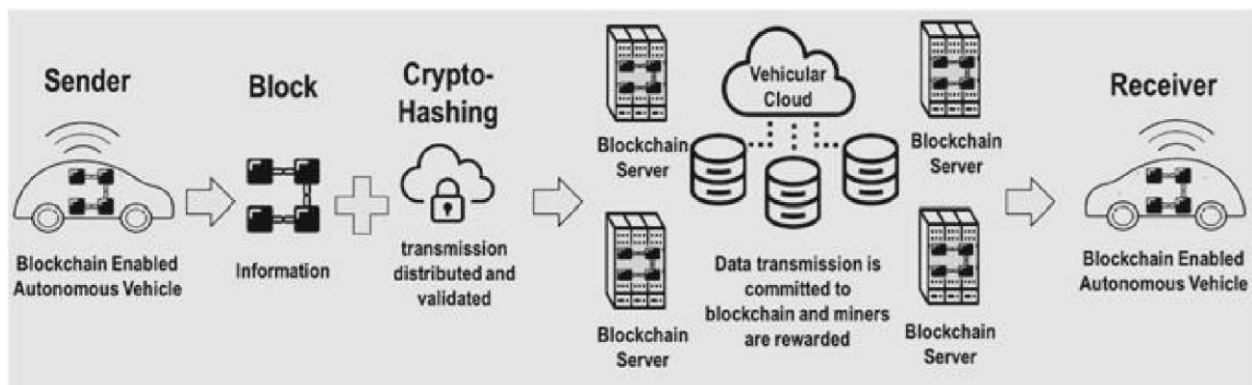 Sender
Blockchain Enabled
Autonomous Vehicle
Block
Information
Crypto-
Hashing
transmission
distributed and
validated
Blockchain
Server
Blockchain
Server
Vehicular
Cloud
Data transmission is
committed to
blockchain and miners
are rewarded
Blockchain
Server
Blockchain
Server
Receiver
Blockchain Enabled
Autonomous Vehicle